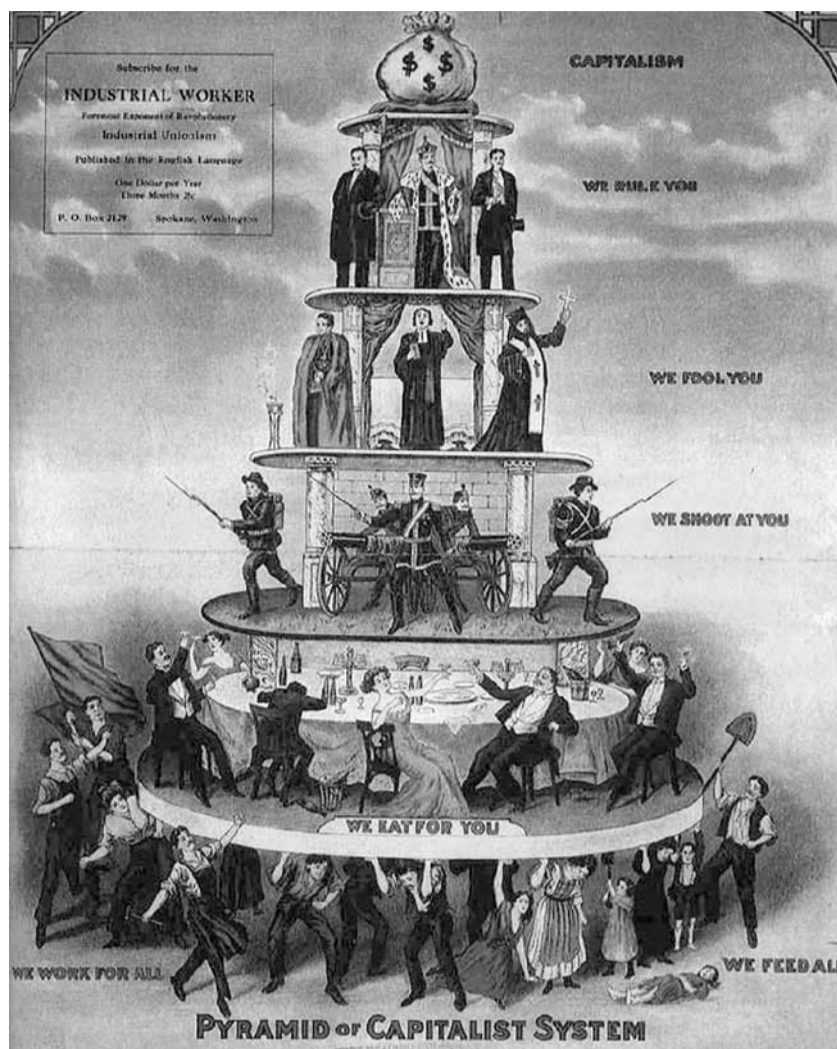 Subscribe for the
INDUSTRIAL WORKER
Foremost Exponent of Revolutionary
Industrial Unionism
Published in the English Language
One Dollar per Year
Three Months
P. O. Box 2129 Spokane, Washington
$ $ $ $
CAPITALISM
WE RULE YOU
WE FOOL YOU
WE SHOOT AT YOU
WE EAT FOR YOU
WE WORK FOR ALL
WE FEED AL
PYRAMID OF CAPITALIST SYSTEM